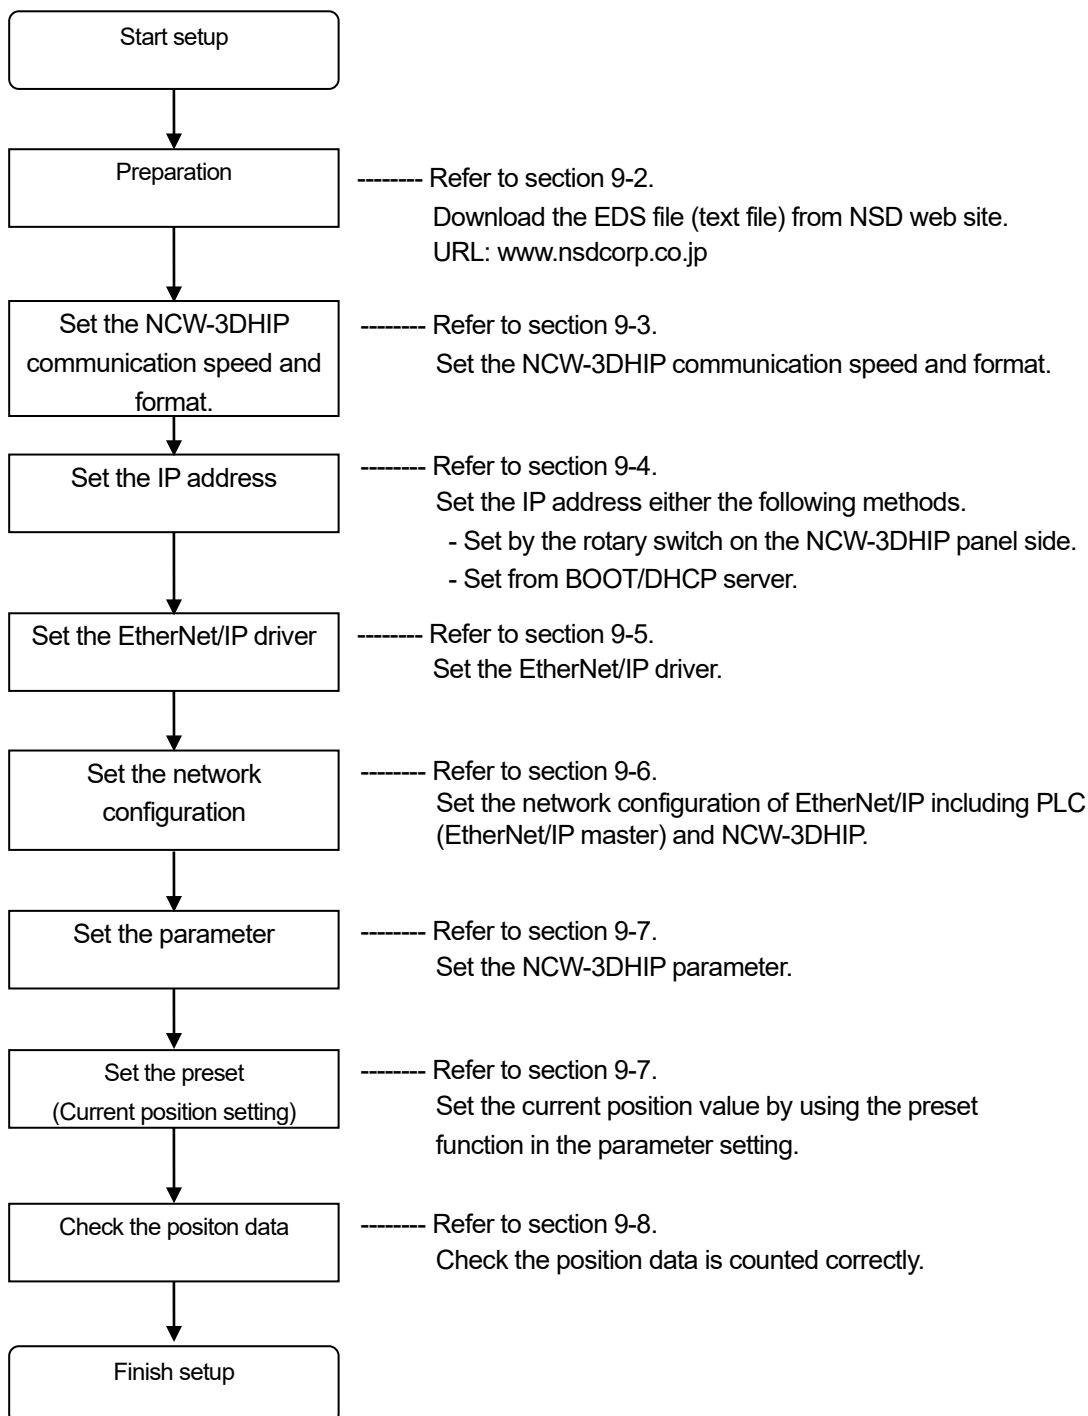 Start setup
Preparation
-------- Refer to section 9-2.
Download the EDS file (text file) from NSD web site.
URL: www.nsdcorp.co.jp
Set the NCW-3DHIP
communication speed and
format.
-------- Refer to section 9-3.
Set the NCW-3DHIP communication speed and format.
Set the IP address
-------- Refer to section 9-4.
Set the IP address either the following methods.
- Set by the rotary switch on the NCW-3DHIP panel side.
- Set from BOOT/DHCP server.
Set the EtherNet/IP driver
-------- Refer to section 9-5.
Set the EtherNet/IP driver.
Set the network
configuration
-------- Refer to section 9-6.
Set the network configuration of EtherNet/IP including PLC
(EtherNet/IP master) and NCW-3DHIP.
Set the parameter
-------- Refer to section 9-7.
Set the NCW-3DHIP parameter.
Set the preset
(Current position setting)
-------- Refer to section 9-7.
Set the current position value by using the preset
function in the parameter setting.
Check the positon data
-------- Refer to section 9-8.
Check the position data is counted correctly.
Finish setup